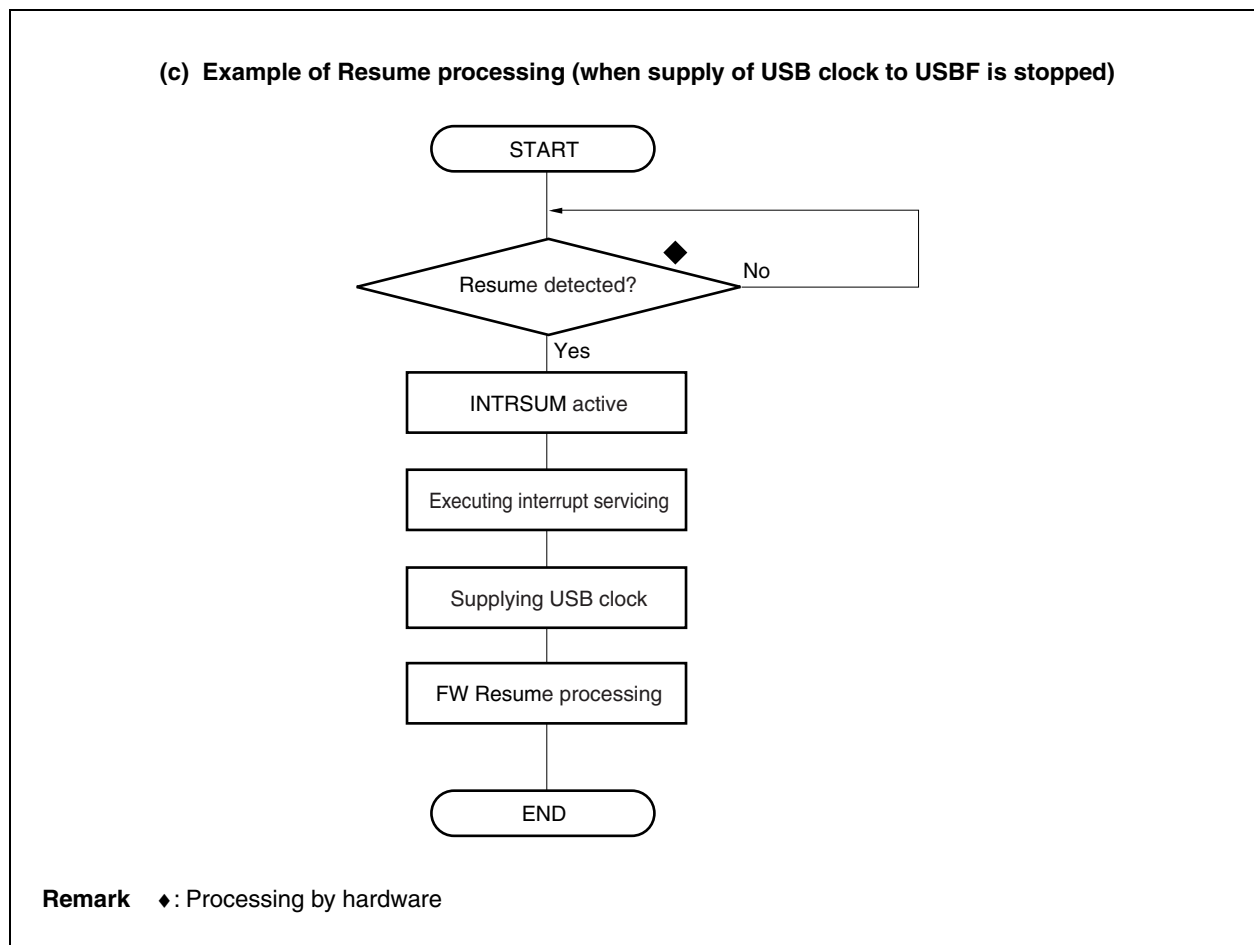 (c) Example of Resume processing (when supply of USB clock to USBF is stopped)
START
Resume detected?
No
Yes
INTRSUM active
Executing interrupt servicing
Supplying USB clock
FW Resume processing
END
Remark ♦: Processing by hardware